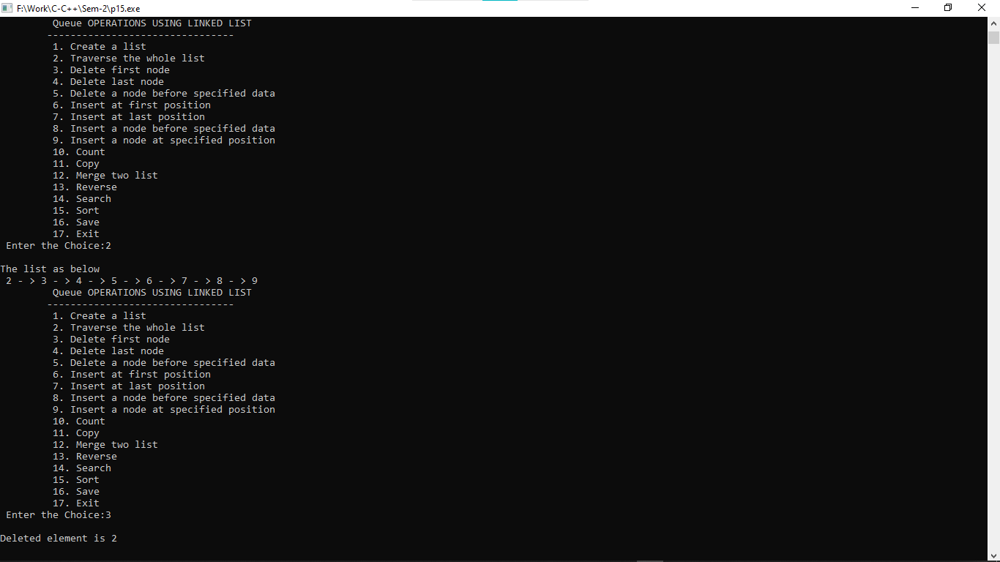 F:\Work\C-C++\Sem-2\p15.exe
Queue OPERATIONS USING LINKED LIST
--------------------------------
1. Create a list
2. Traverse the whole list
3. Delete first node
4. Delete last node
5. Delete a node before specified data
6. Insert at first position
7. Insert at last position
8. Insert a node before specified data
9. Insert a node at specified position
10. Count
11. Copy
12. Merge two list
13. Reverse
14. Search
15. Sort
16. Save
17. Exit
Enter the Choice:2
The list as below
2 - > 3 - > 4 - > 5 - > 6 - > 7 - > 8 - > 9
Queue OPERATIONS USING LINKED LIST
--------------------------------
1. Create a list
2. Traverse the whole list
3. Delete first node
4. Delete last node
5. Delete a node before specified data
6. Insert at first position
7. Insert at last position
8. Insert a node before specified data
9. Insert a node at specified position
10. Count
11. Copy
12. Merge two list
13. Reverse
14. Search
15. Sort
16. Save
17. Exit
Enter the Choice:3
Deleted element is 2